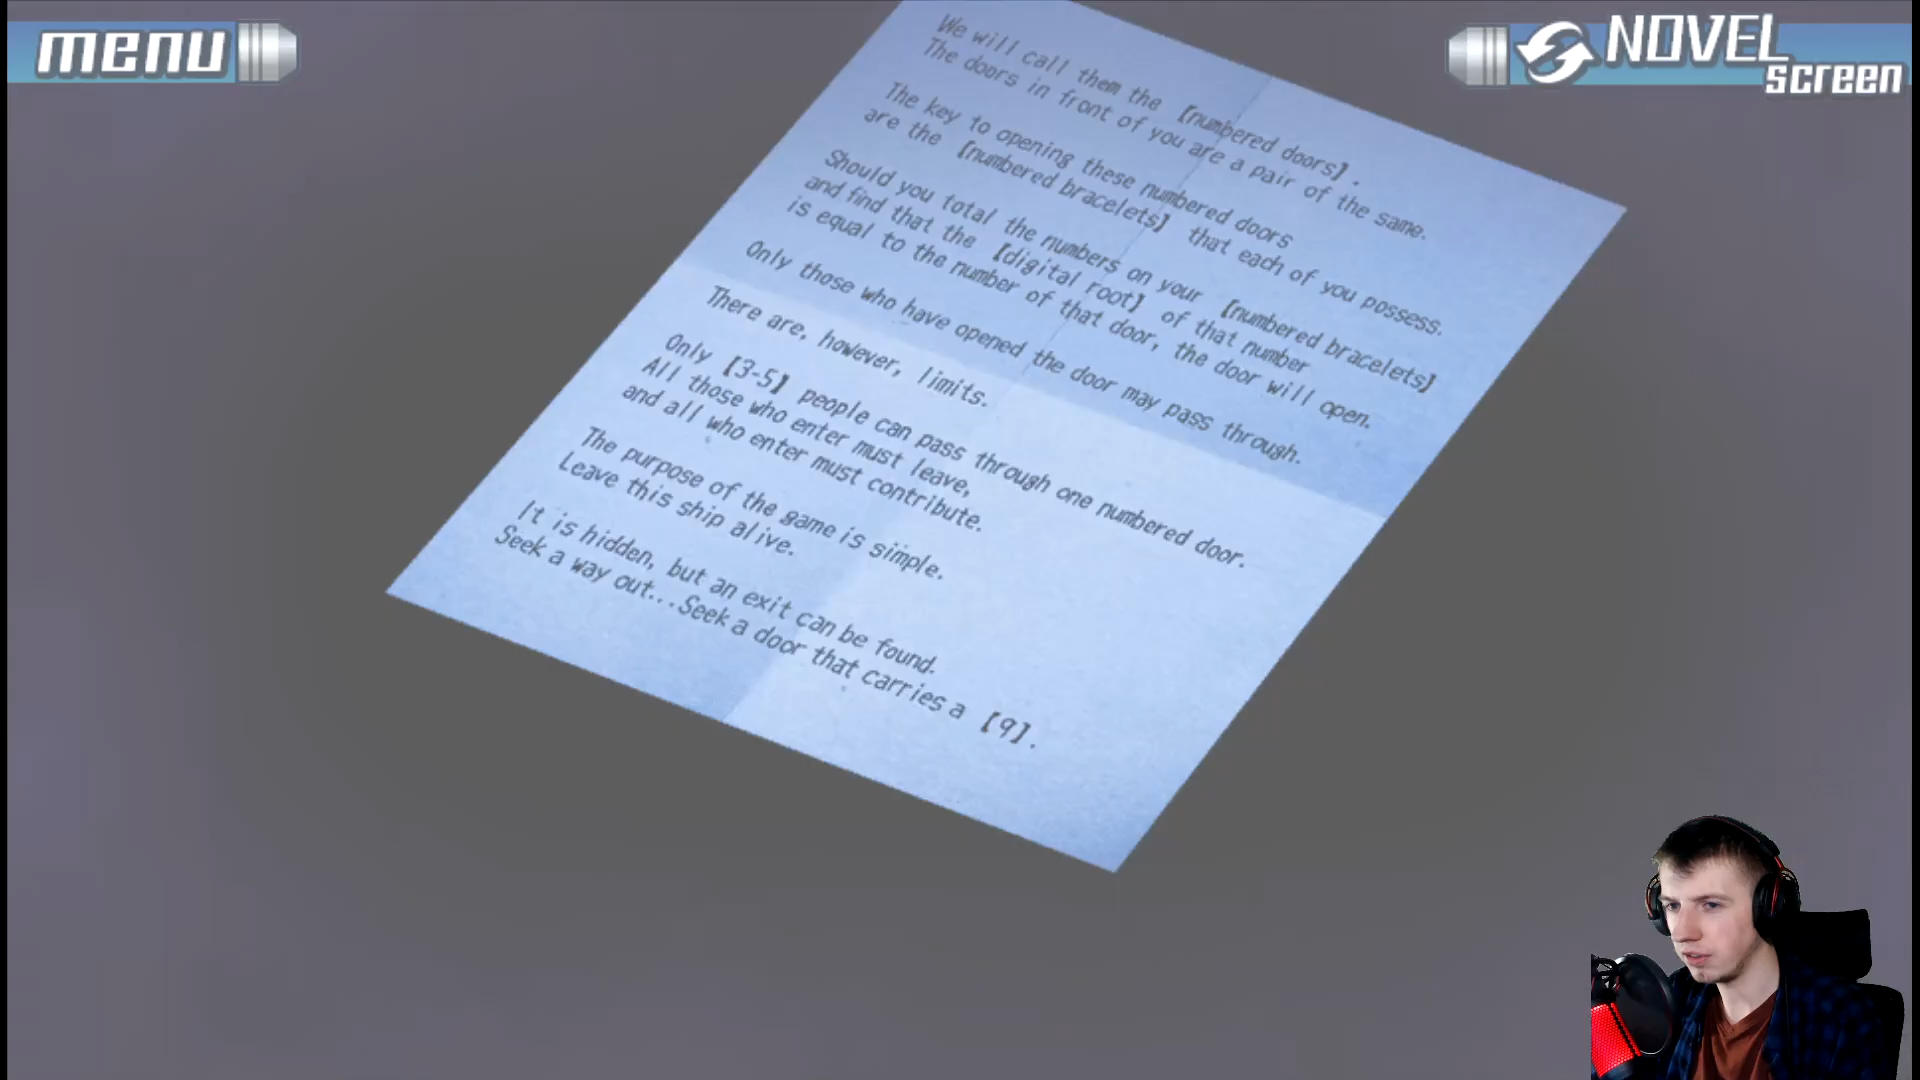 menu
NOVEL
screen
We will call them the [numbered doors].
The doors in front of you are a pair of the same.
The key to opening these numbered doors
are the [numbered bracelets] that each of you possess.
Should you total the numbers on your [numbered bracelets]
and find that the [digital root] of that number
is equal to the number of that door, the door will open.
Only those who have opened the door may pass through.
There are, however, limits.
Only [3-5] people can pass through one numbered door.
All those who enter must leave,
and all who enter must contribute.
The purpose of the game is simple.
Leave this ship alive.
It is hidden, but an exit can be found.
Seek a way out...Seek a door that carries a [9].